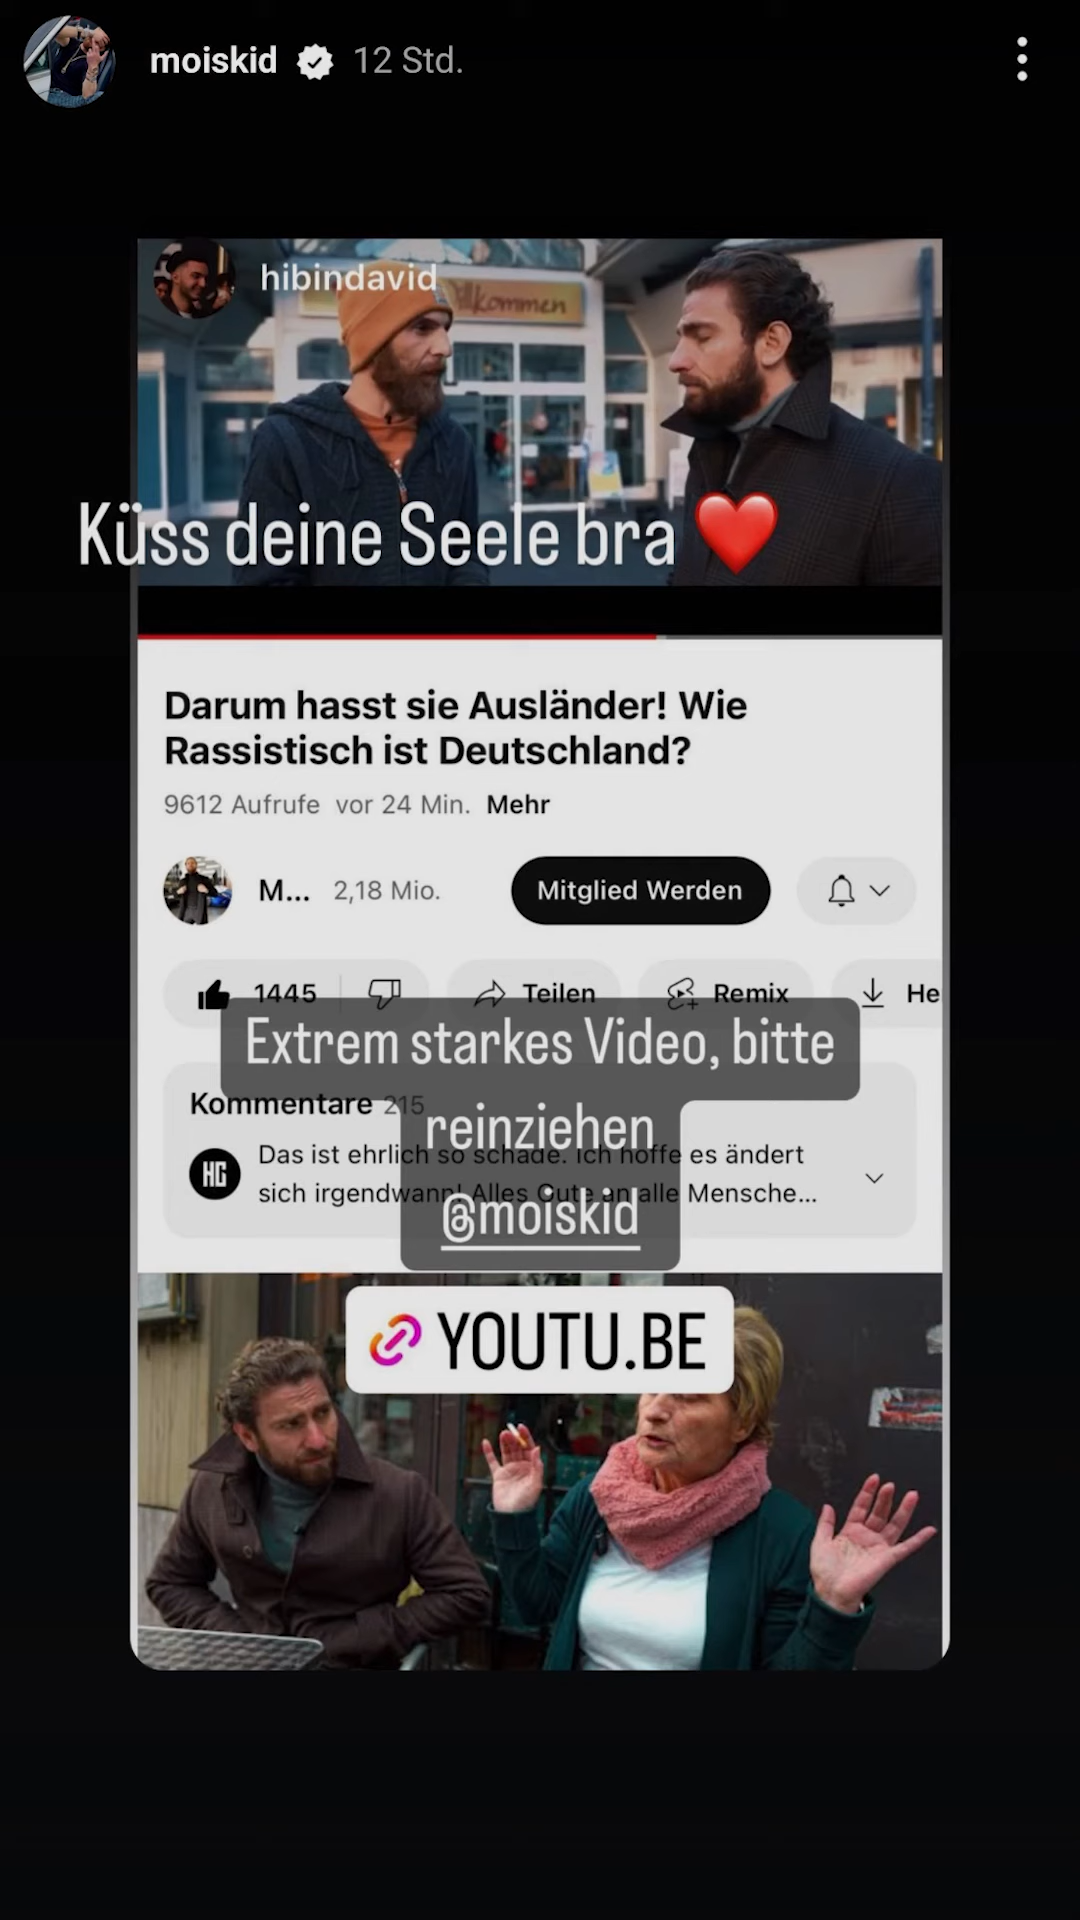 moiskid 12 Std.
hibindavid
llkommen
Küss deine Seele bra ❤️
Darum hasst sie Ausländer! Wie
Rassistisch ist Deutschland?
9612 Aufrufe vor 24 Min. Mehr
M... 2,18 Mio. Mitglied Werden
1445 Teilen Remix He
Extrem starkes Video, bitte
reinziehen
@moiskid
Kommentare 215
HG
Das ist ehrlich so schade. Ich hoffe es ändert
sich irgendwann! Alles Gute an alle Mensche...
YOUTU.BE